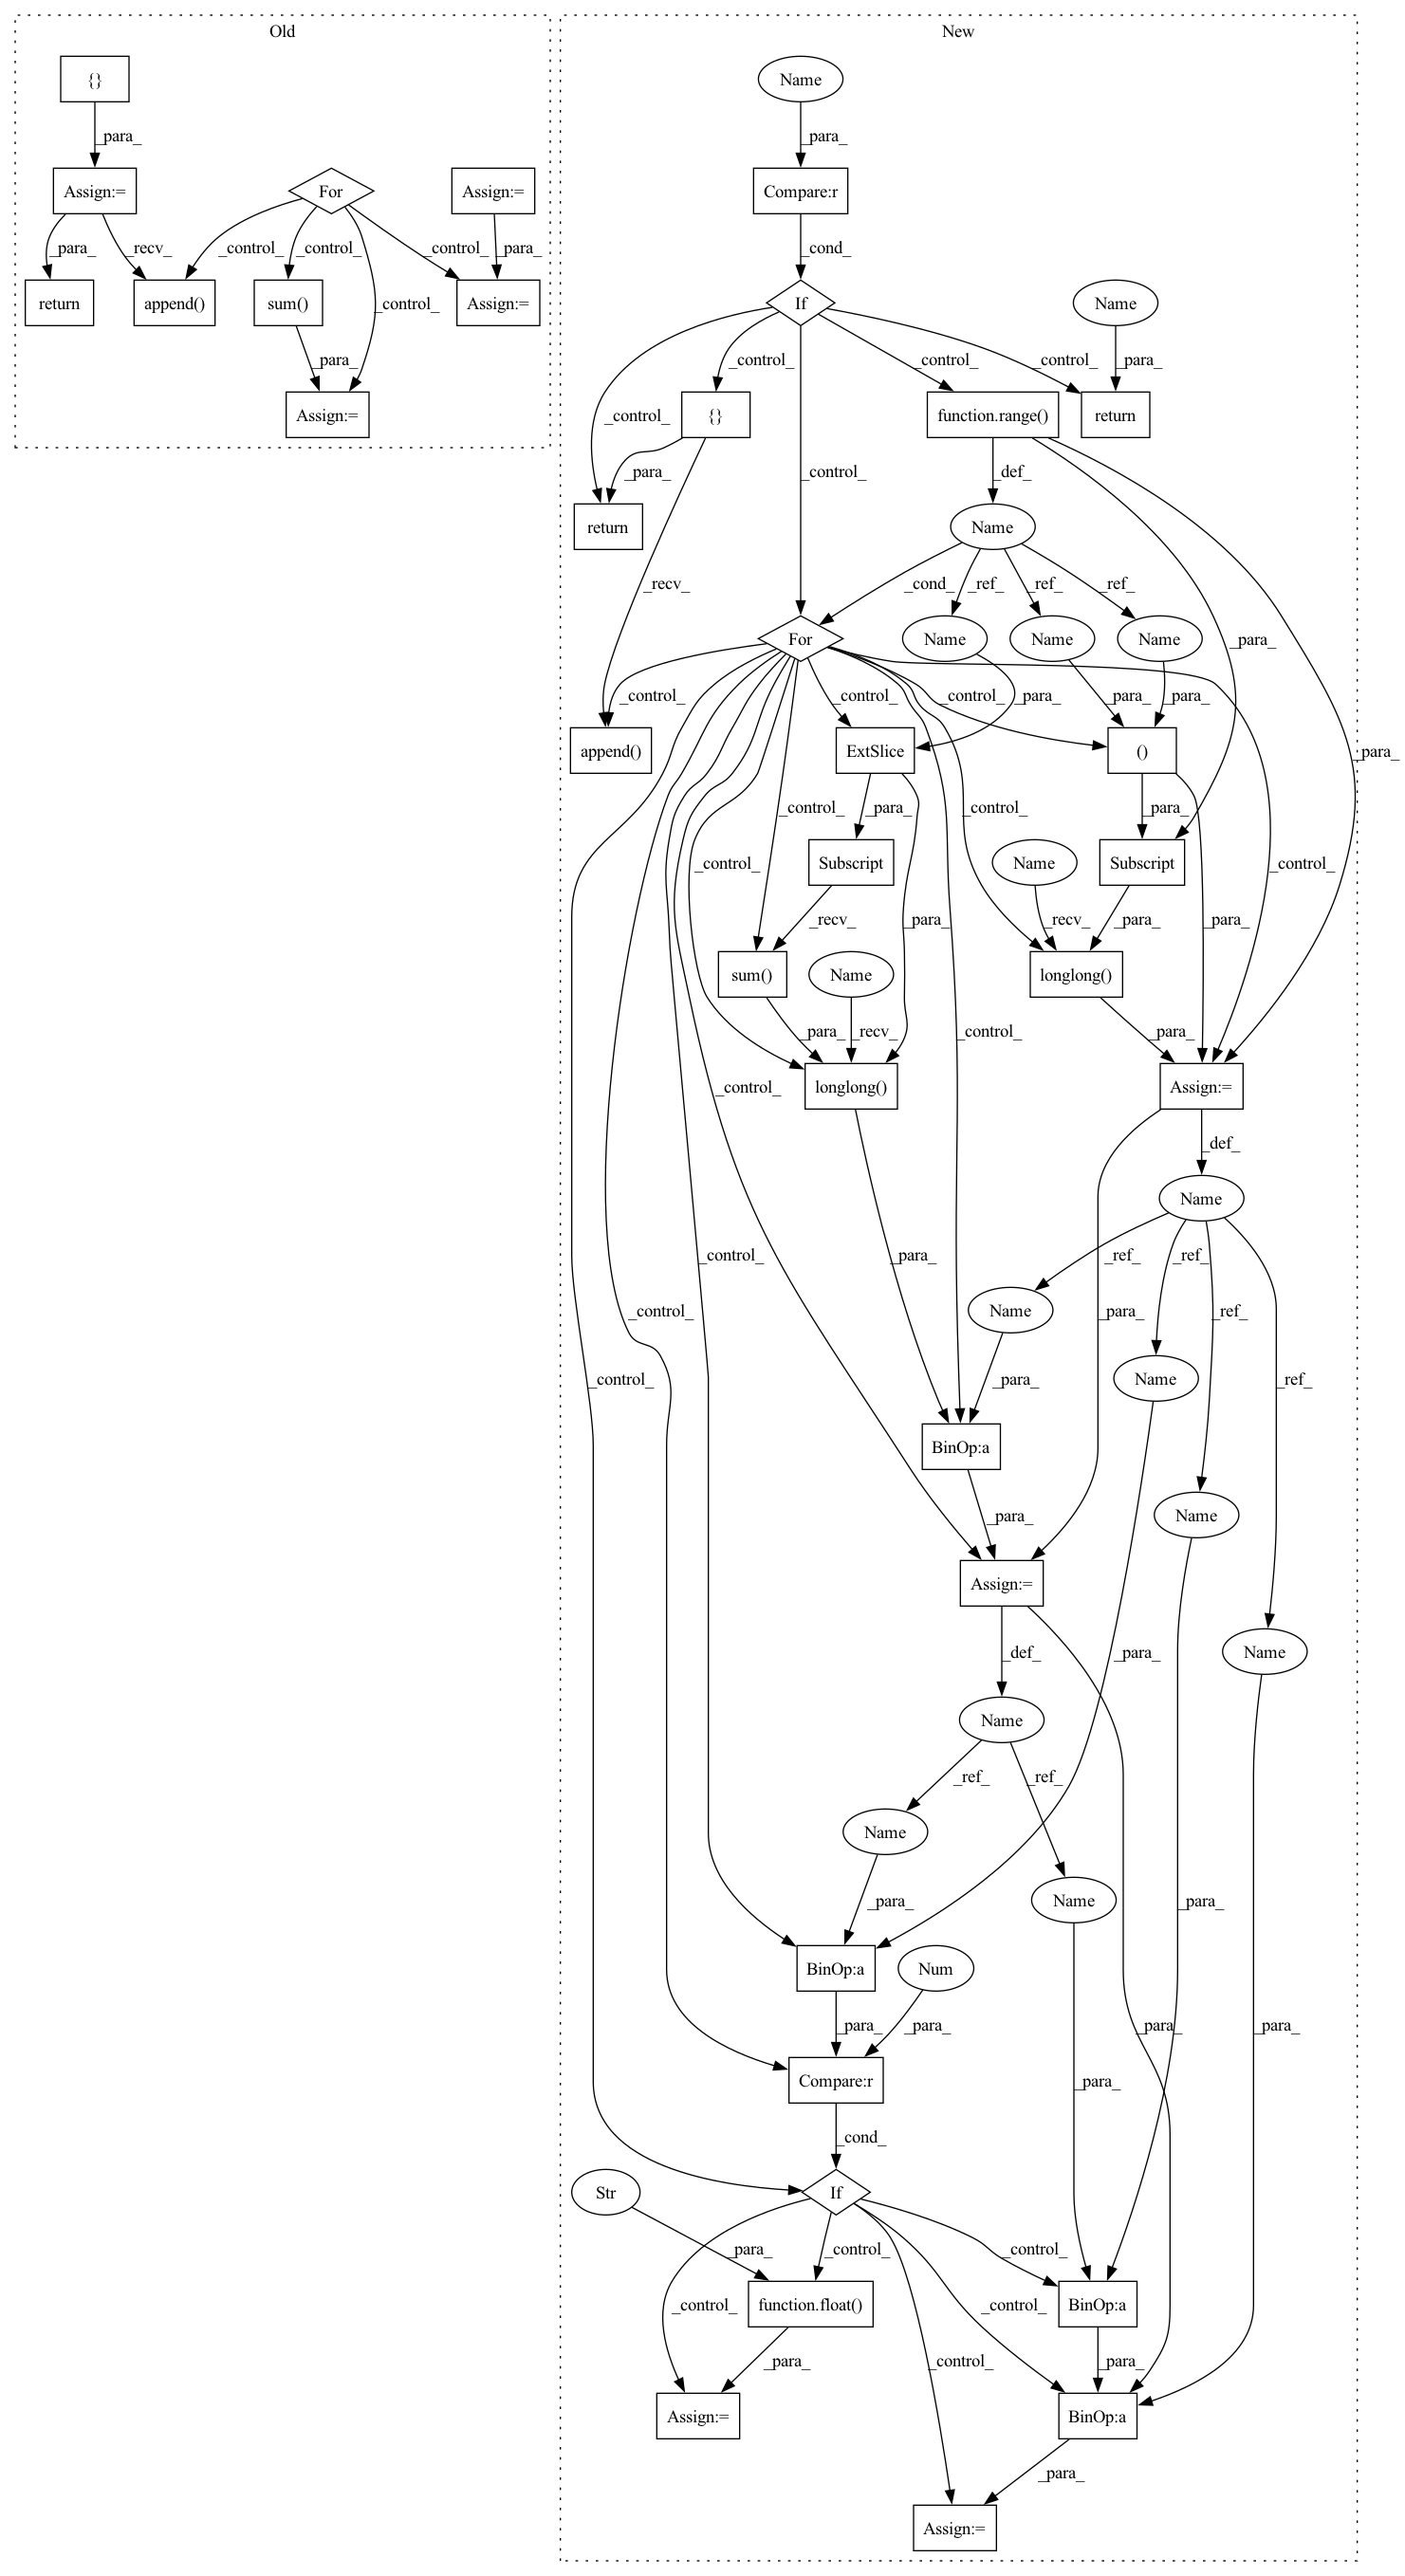 Old
New
{}
Name
_para_
_para_
Assign:=
For
Assign:=
Compare:r
_para_
_recv_
_control_
_control_
_control_
_para_
_cond_
return
append()
sum()
_control_
Assign:=
If
Name
_para_
_control_
_control_
_control_
_para_
Assign:=
_control_
{}
function.range()
return
_para_
_control_
_def_
return
Name
_recv_
_cond_
_ref_
_ref_
_ref_
For
Name
Name
Name
_para_
_control_
_control_
_control_
_para_
_para_
_para_
append()
ExtSlice
()
_para_
_control_
_para_
_control_
_para_
Subscript
Name
Subscript
_control_
_control_
_recv_
_para_
_recv_
_para_
_para_
sum()
Name
longlong()
_para_
_recv_
_control_
_para_
_control_
longlong()
Assign:=
_def_
Name
_control_
_para_
_ref_
_ref_
_control_
_para_
_ref_
Name
_control_
_para_
Name
_ref_
BinOp:a
_para_
Name
Assign:=
_def_
_para_
Name
Name
_ref_
_ref_
Name
_para_
Name
_para_
BinOp:a
Num
_para_
_para_
_para_
_para_
Compare:r
_para_
_cond_
Str
If
_para_
_control_
_control_
_control_
function.float()
_control_
BinOp:a
_para_
_control_
_para_
Assign:=
BinOp:a
_para_
Assign:=